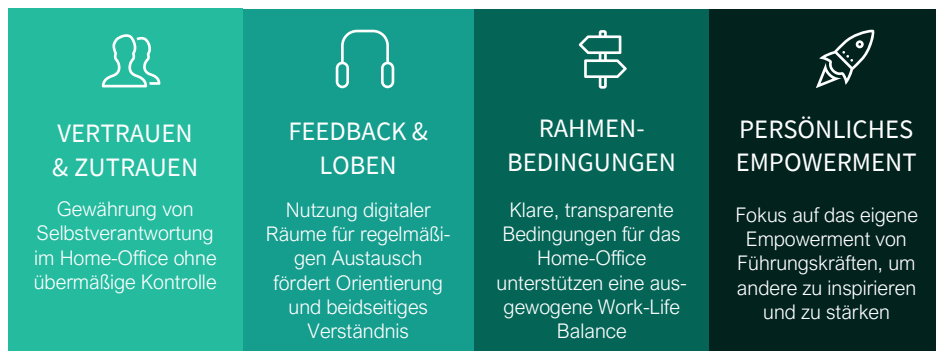 VERTRAUEN
& ZUTRAUEN
Gewährung von
Selbstverantwortung
im Home-Office ohne
übermäßige Kontrolle
FEEDBACK &
LOBEN
Nutzung digitaler
Räume für regelmäßi-
gen Austausch
fördert Orientierung
und beidseitiges
Verständnis
RAHMEN-
BEDINGUNGEN
Klare, transparente
Bedingungen für das
Home-Office
unterstützen eine aus-
gewogene Work-Life
Balance
PERSÖNLICHES
EMPOWERMENT
Fokus auf das eigene
Empowerment von
Führungskräften, um
andere zu inspirieren
und zu stärken